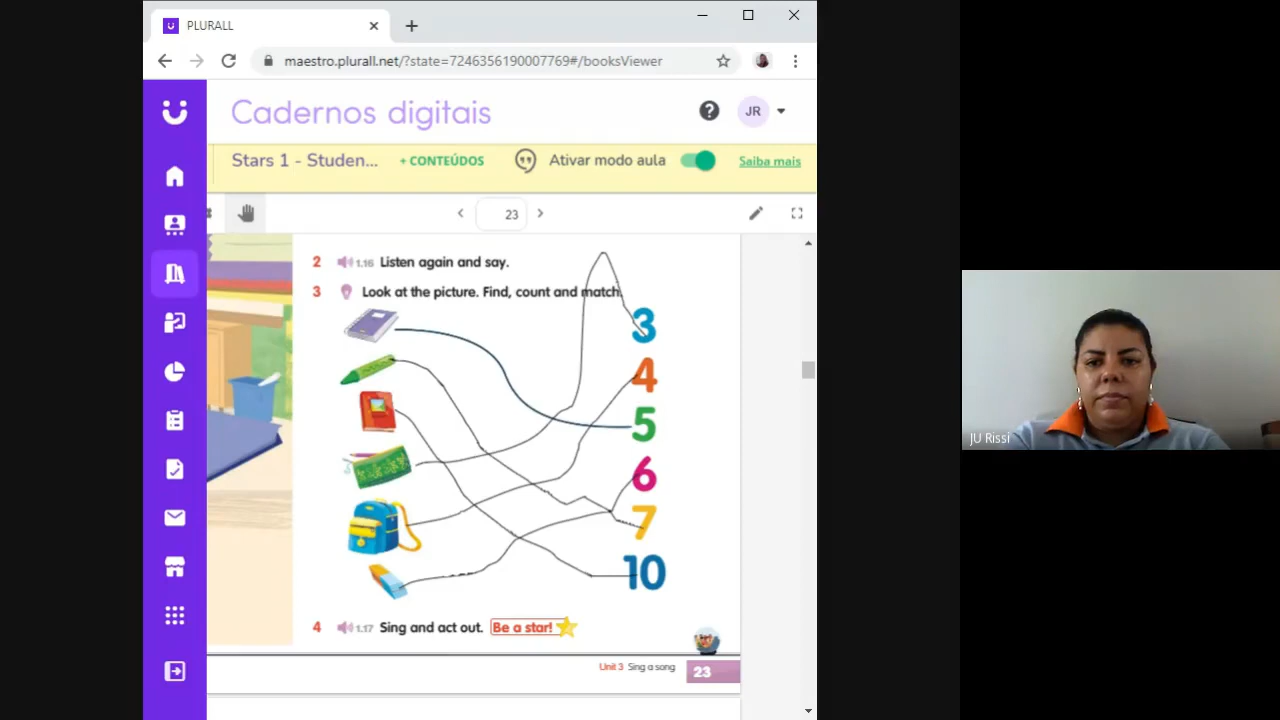 PLURALL
maestro.plurall.net/?state=7246356190007769#/booksViewer
Cadernos digitais
JR
Stars 1 - Studen... + CONTEÚDOS Ativar modo aula Saiba mais
23
2 1.16 Listen again and say.
3 Look at the picture. Find, count and match.
3
4
5
6
7
10
4 1.17 Sing and act out. Be a star!
Unit 3 Sing a song 23
JU Rissi